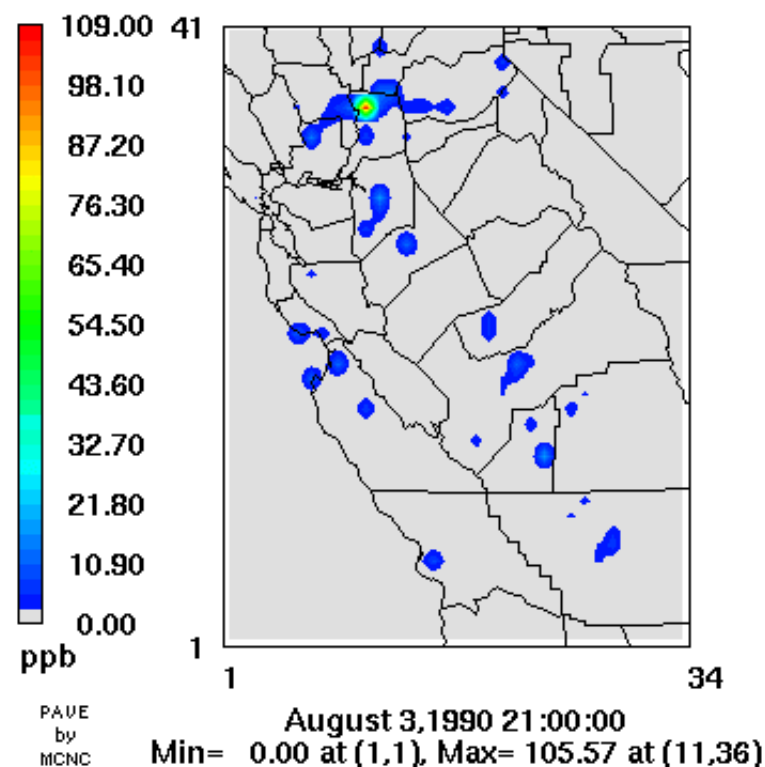 109.00
98.10
87.20
76.30
65.40
54.50
43.60
32.70
21.80
10.90
0.00
ppb
41
1
1
34
PAVE
by
MCNC
August 3,1990 21:00:00
Min= 0.00 at (1,1), Max= 105.57 at (11,36)